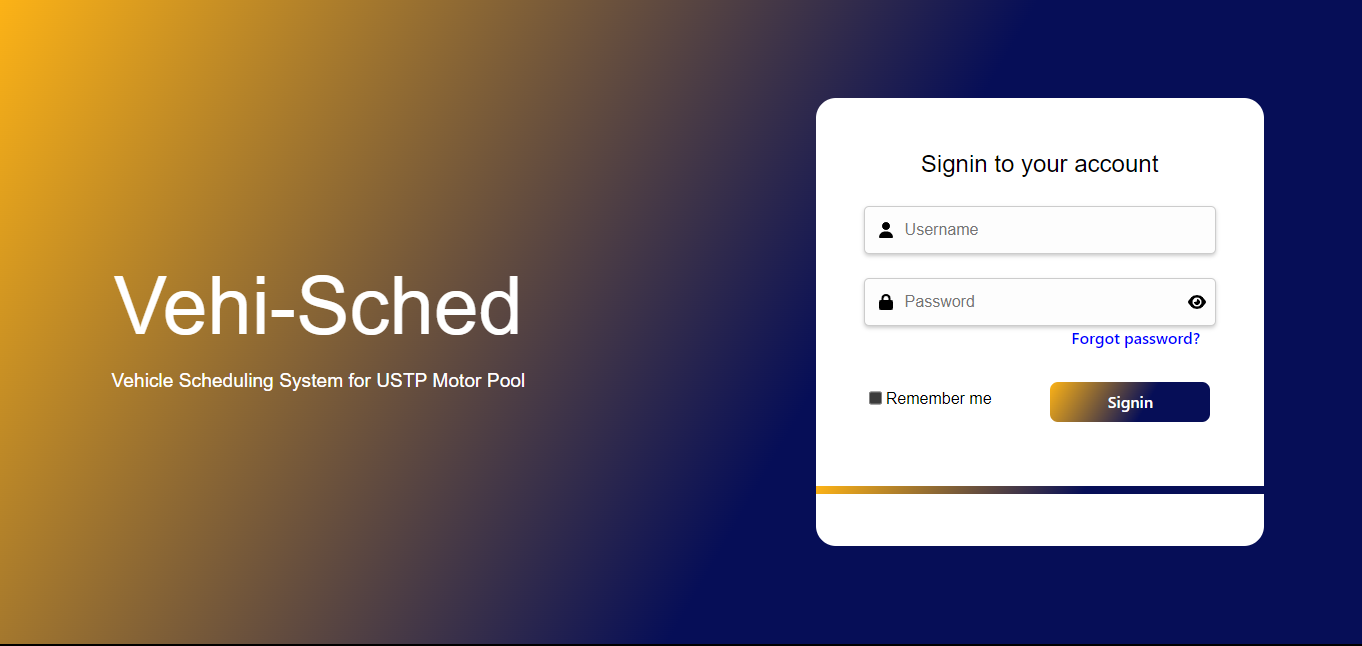 Vehi-Sched
Vehicle Scheduling System for USTP Motor Pool
Signin to your account
Username
Password
Forgot password?
Remember me
Signin